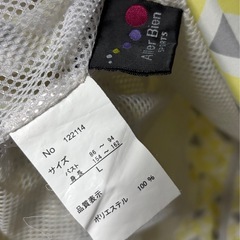 Aller Bien
SPORTS
No 122114
サイズ
バスト 86 ~ 94
身長 154 ~ 162
L
品質表示
ポリエステル 100 %